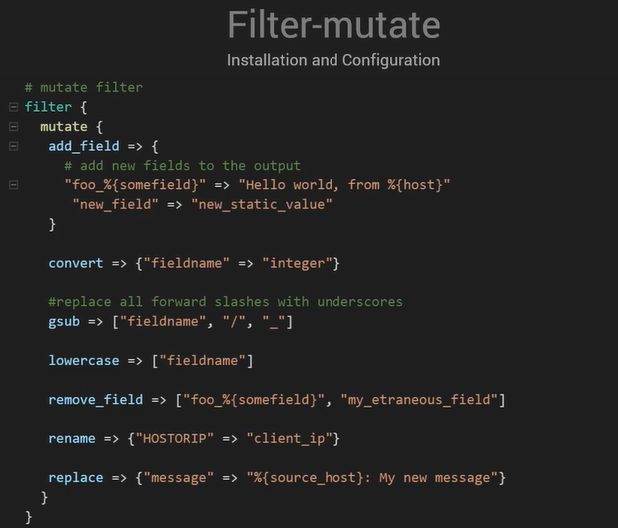 Filter-mutate
Installation and Configuration
# mutate filter
filter {
mutate {
add_field => {
# add new fields to the output
"foo_%{somefield}" => "Hello world, from %{host}"
"new_field" => "new_static_value"
}
convert => {"fieldname" => "integer"}
#replace all forward slashes with underscores
gsub => ["fieldname", "/", "_"]
lowercase => ["fieldname"]
remove_field => ["foo_%{somefield}", "my_etraneous_field"]
rename => {"HOSTORIP" => "client_ip"}
replace => {"message" => "%{source_host}: My new message"}
}
}